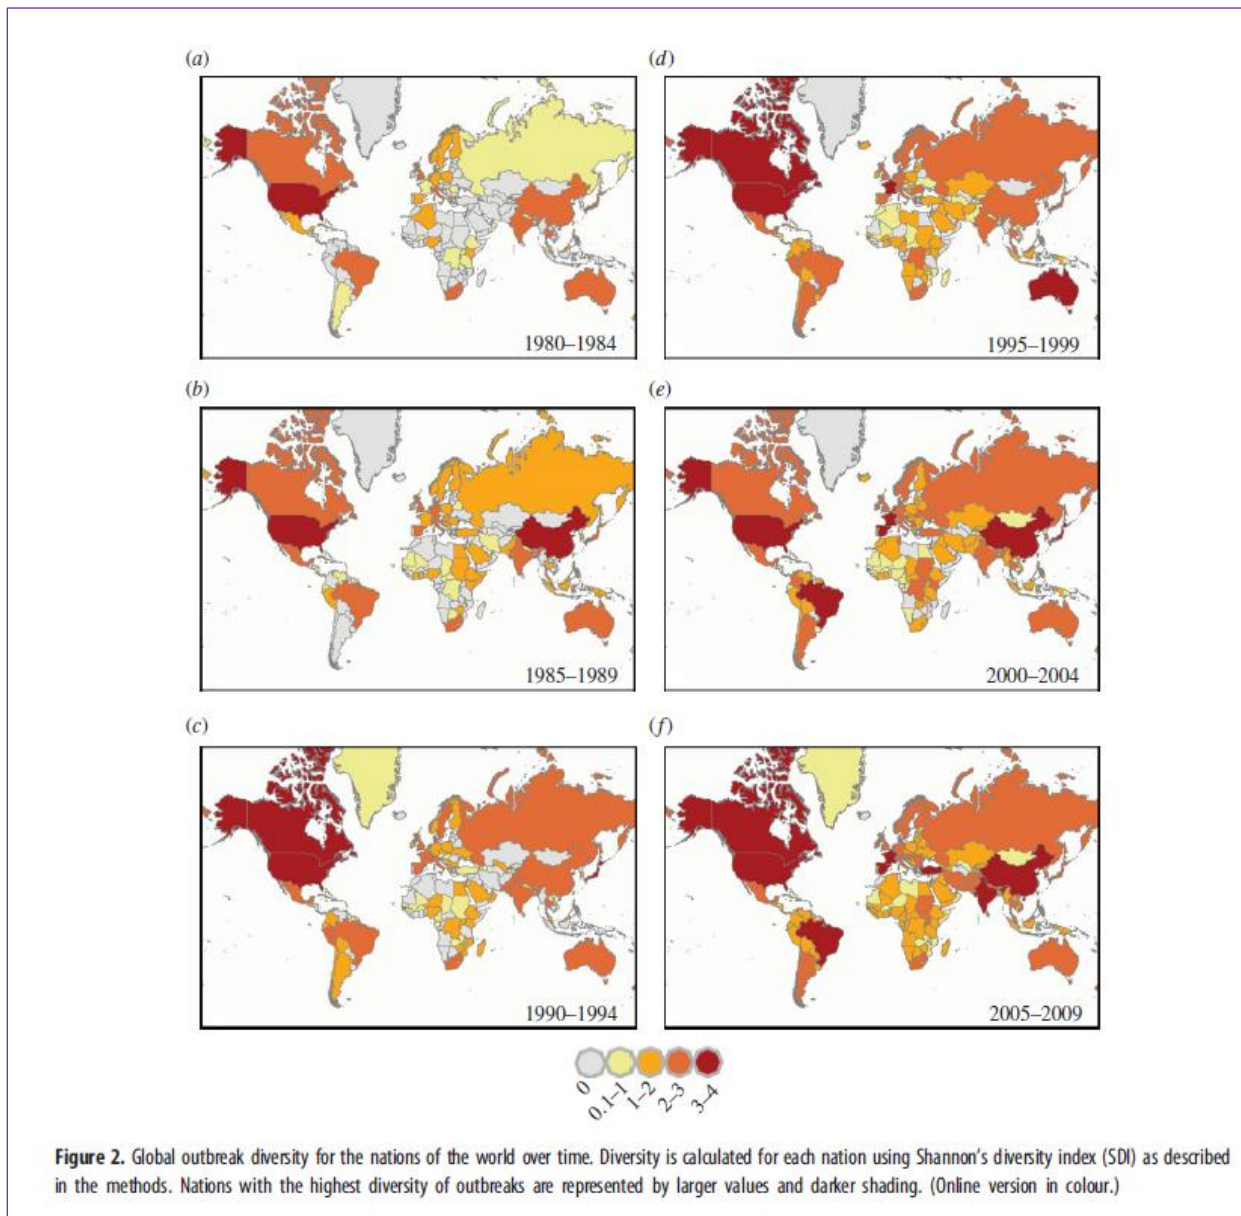 (a)
1980–1984
(d)
1995–1999
(b)
1985–1989
(e)
2000–2004
(c)
1990–1994
(f)
2005–2009
0
0.1–1
1–2
2–3
3–4
Figure 2. Global outbreak diversity for the nations of the world over time. Diversity is calculated for each nation using Shannon's diversity index (SDI) as described
in the methods. Nations with the highest diversity of outbreaks are represented by larger values and darker shading. (Online version in colour.)